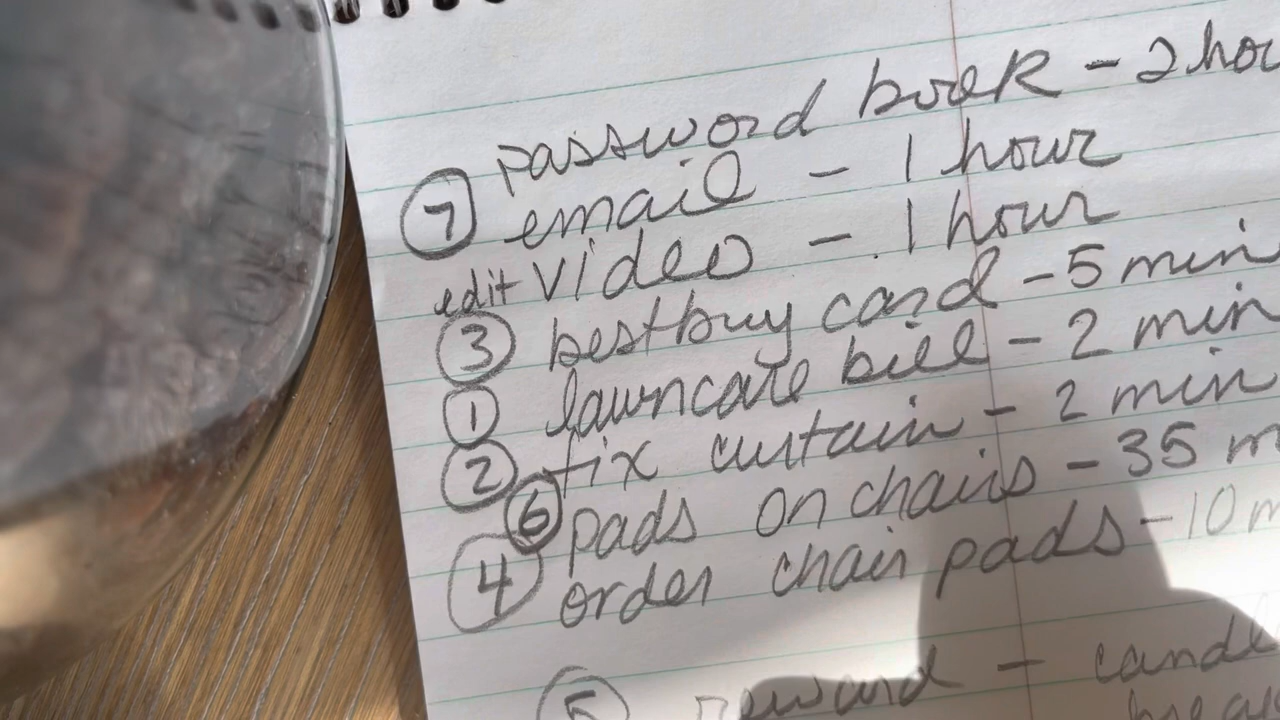 password book - 2 hou
⑦ email - 1 hour
edit video - 1 hour
③ bestbuy card - 5 min
① lawncare bill - 2 min
② fix curtain - 2 min
⑥ pads on chairs - 35 m
④ order chair pads - 10 m
⑤ reward - candl